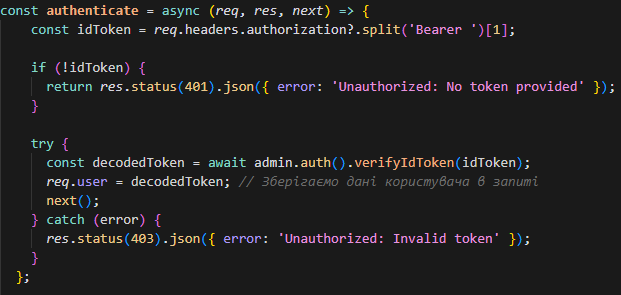 const authenticate = async (req, res, next) => {
const idToken = req.headers.authorization?.split('Bearer ')[1];
if (!idToken) {
return res.status(401).json({ error: 'Unauthorized: No token provided' });
}
try {
const decodedToken = await admin.auth().verifyIdToken(idToken);
req.user = decodedToken; // Зберігаємо дані користувача в запиті
next();
} catch (error) {
res.status(403).json({ error: 'Unauthorized: Invalid token' });
}
};